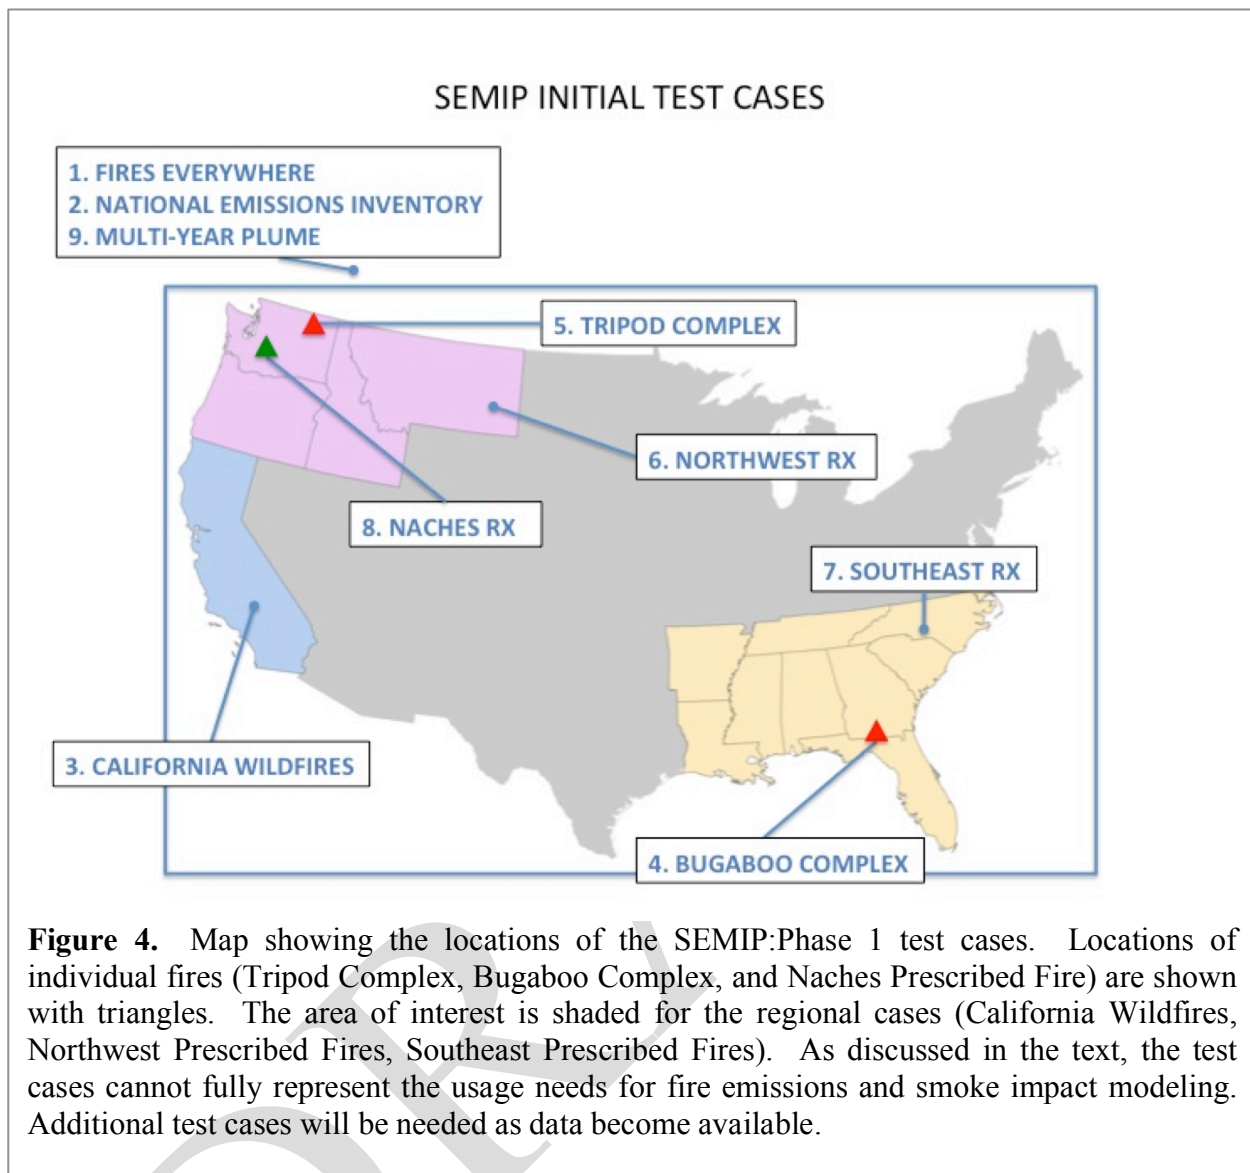 SEMIP INITIAL TEST CASES
1. FIRES EVERYWHERE
2. NATIONAL EMISSIONS INVENTORY
9. MULTI-YEAR PLUME
5. TRIPOD COMPLEX
6. NORTHWEST RX
8. NACHES RX
7. SOUTHEAST RX
3. CALIFORNIA WILDFIRES
4. BUGABOO COMPLEX
Figure 4. Map showing the locations of the SEMIP:Phase 1 test cases. Locations of
individual fires (Tripod Complex, Bugaboo Complex, and Naches Prescribed Fire) are shown
with triangles. The area of interest is shaded for the regional cases (California Wildfires,
Northwest Prescribed Fires, Southeast Prescribed Fires). As discussed in the text, the test
cases cannot fully represent the usage needs for fire emissions and smoke impact modeling.
Additional test cases will be needed as data become available.